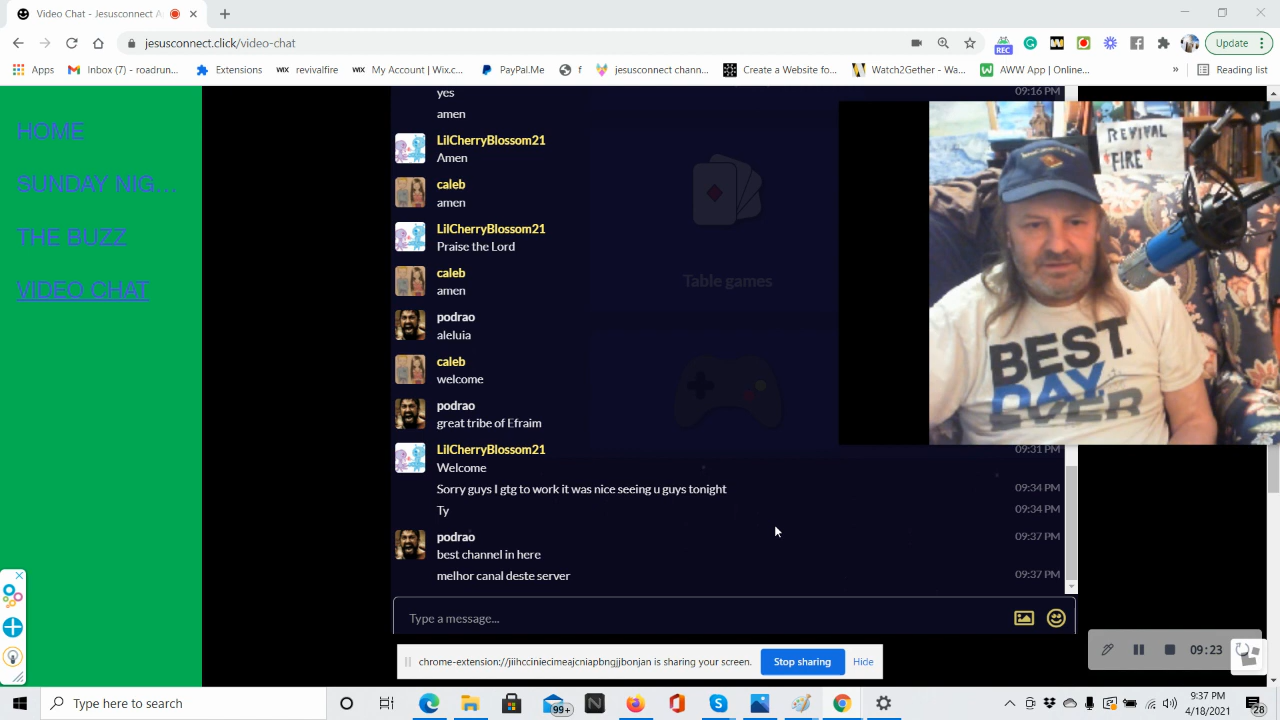 Video Chat - Jesusconnect A
jesusconnect.click/video-chat
REC
Update
Apps
Inbox (7) - roadrun...
Extensions
WIX revivalfire
WIX My Account | Wix.c...
PayPal.Me
f
jesusconnect chann...
Create a Website fo...
Watch2Gether - Wa...
AWW App | Online...
»
Reading list
HOME
SUNDAY NIG...
THE BUZZ
VIDEO CHAT
yes
09:16 PM
amen
LilCherryBlossom21
Amen
caleb
amen
LilCherryBlossom21
Praise the Lord
caleb
amen
podrao
aleluia
caleb
welcome
podrao
great tribe of Efraim
LilCherryBlossom21
09:31 PM
Welcome
Sorry guys I gtg to work it was nice seeing u guys tonight
09:34 PM
Ty
09:34 PM
podrao
09:37 PM
best channel in here
melhor canal deste server
09:37 PM
Type a message...
Table games
REVIVAL
FIRE
BEST.
DAY
EVER
chrome-extension://jiihccinecimeajcniapbngjjbonjan is sharing your screen.
Stop sharing
Hide
09:23
Type here to search
99+
9:37 PM
4/18/2021
28